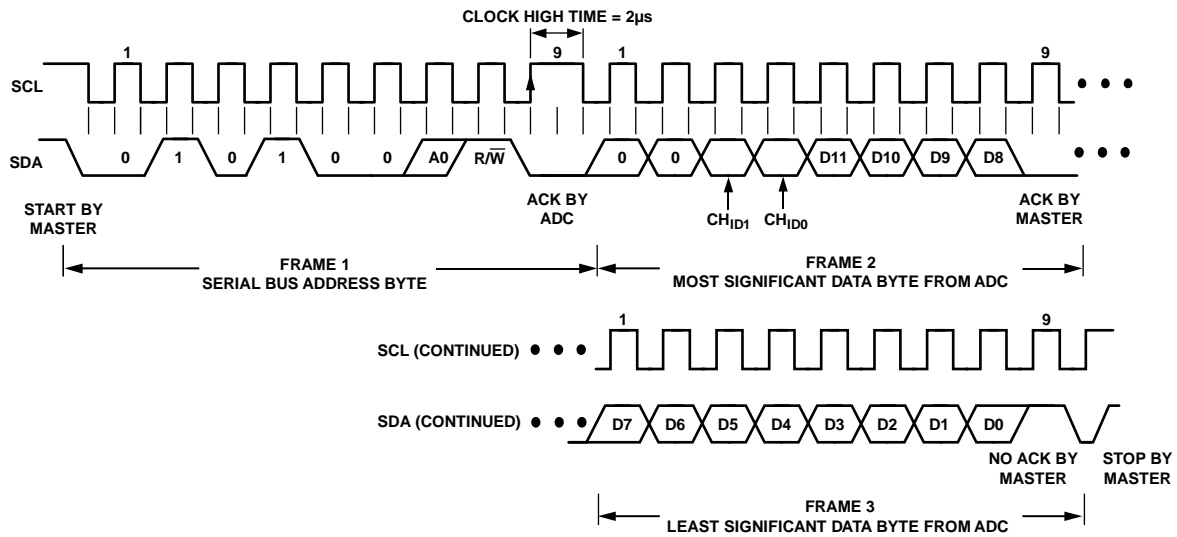 CLOCK HIGH TIME = 2µs
1 9 1 9
SCL
SDA
0 1 0 1 0 0 A0 R/W̅ 0 0 D11 D10 D9 D8
START BY
MASTER
ACK BY
ADC
CHID1
CHID0
ACK BY
MASTER
FRAME 1
SERIAL BUS ADDRESS BYTE
FRAME 2
MOST SIGNIFICANT DATA BYTE FROM ADC
1 9
SCL (CONTINUED)
SDA (CONTINUED)
D7 D6 D5 D4 D3 D2 D1 D0
NO ACK BY
MASTER
STOP BY
MASTER
FRAME 3
LEAST SIGNIFICANT DATA BYTE FROM ADC